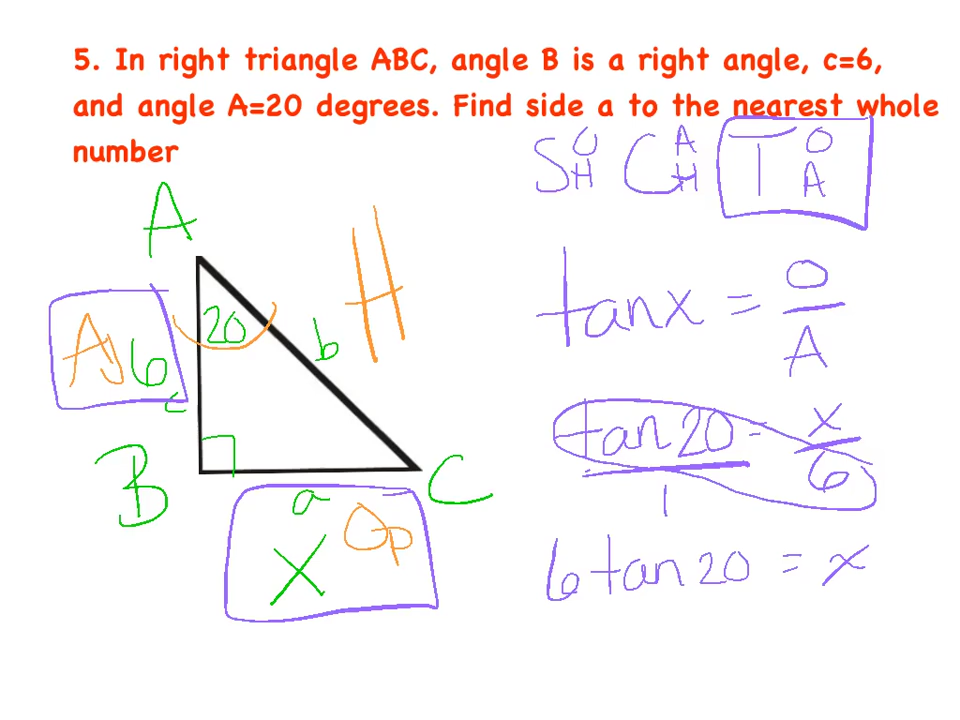 5. In right triangle ABC, angle B is a right angle, c=6,
and angle A=20 degrees. Find side a to the nearest whole
number
S O/H C A/H T O/A
A
H
20
b
Aj 6
c
B
a
C
X
Op
tan x = O/A
tan 20/1 = x/6
6 tan 20 = x